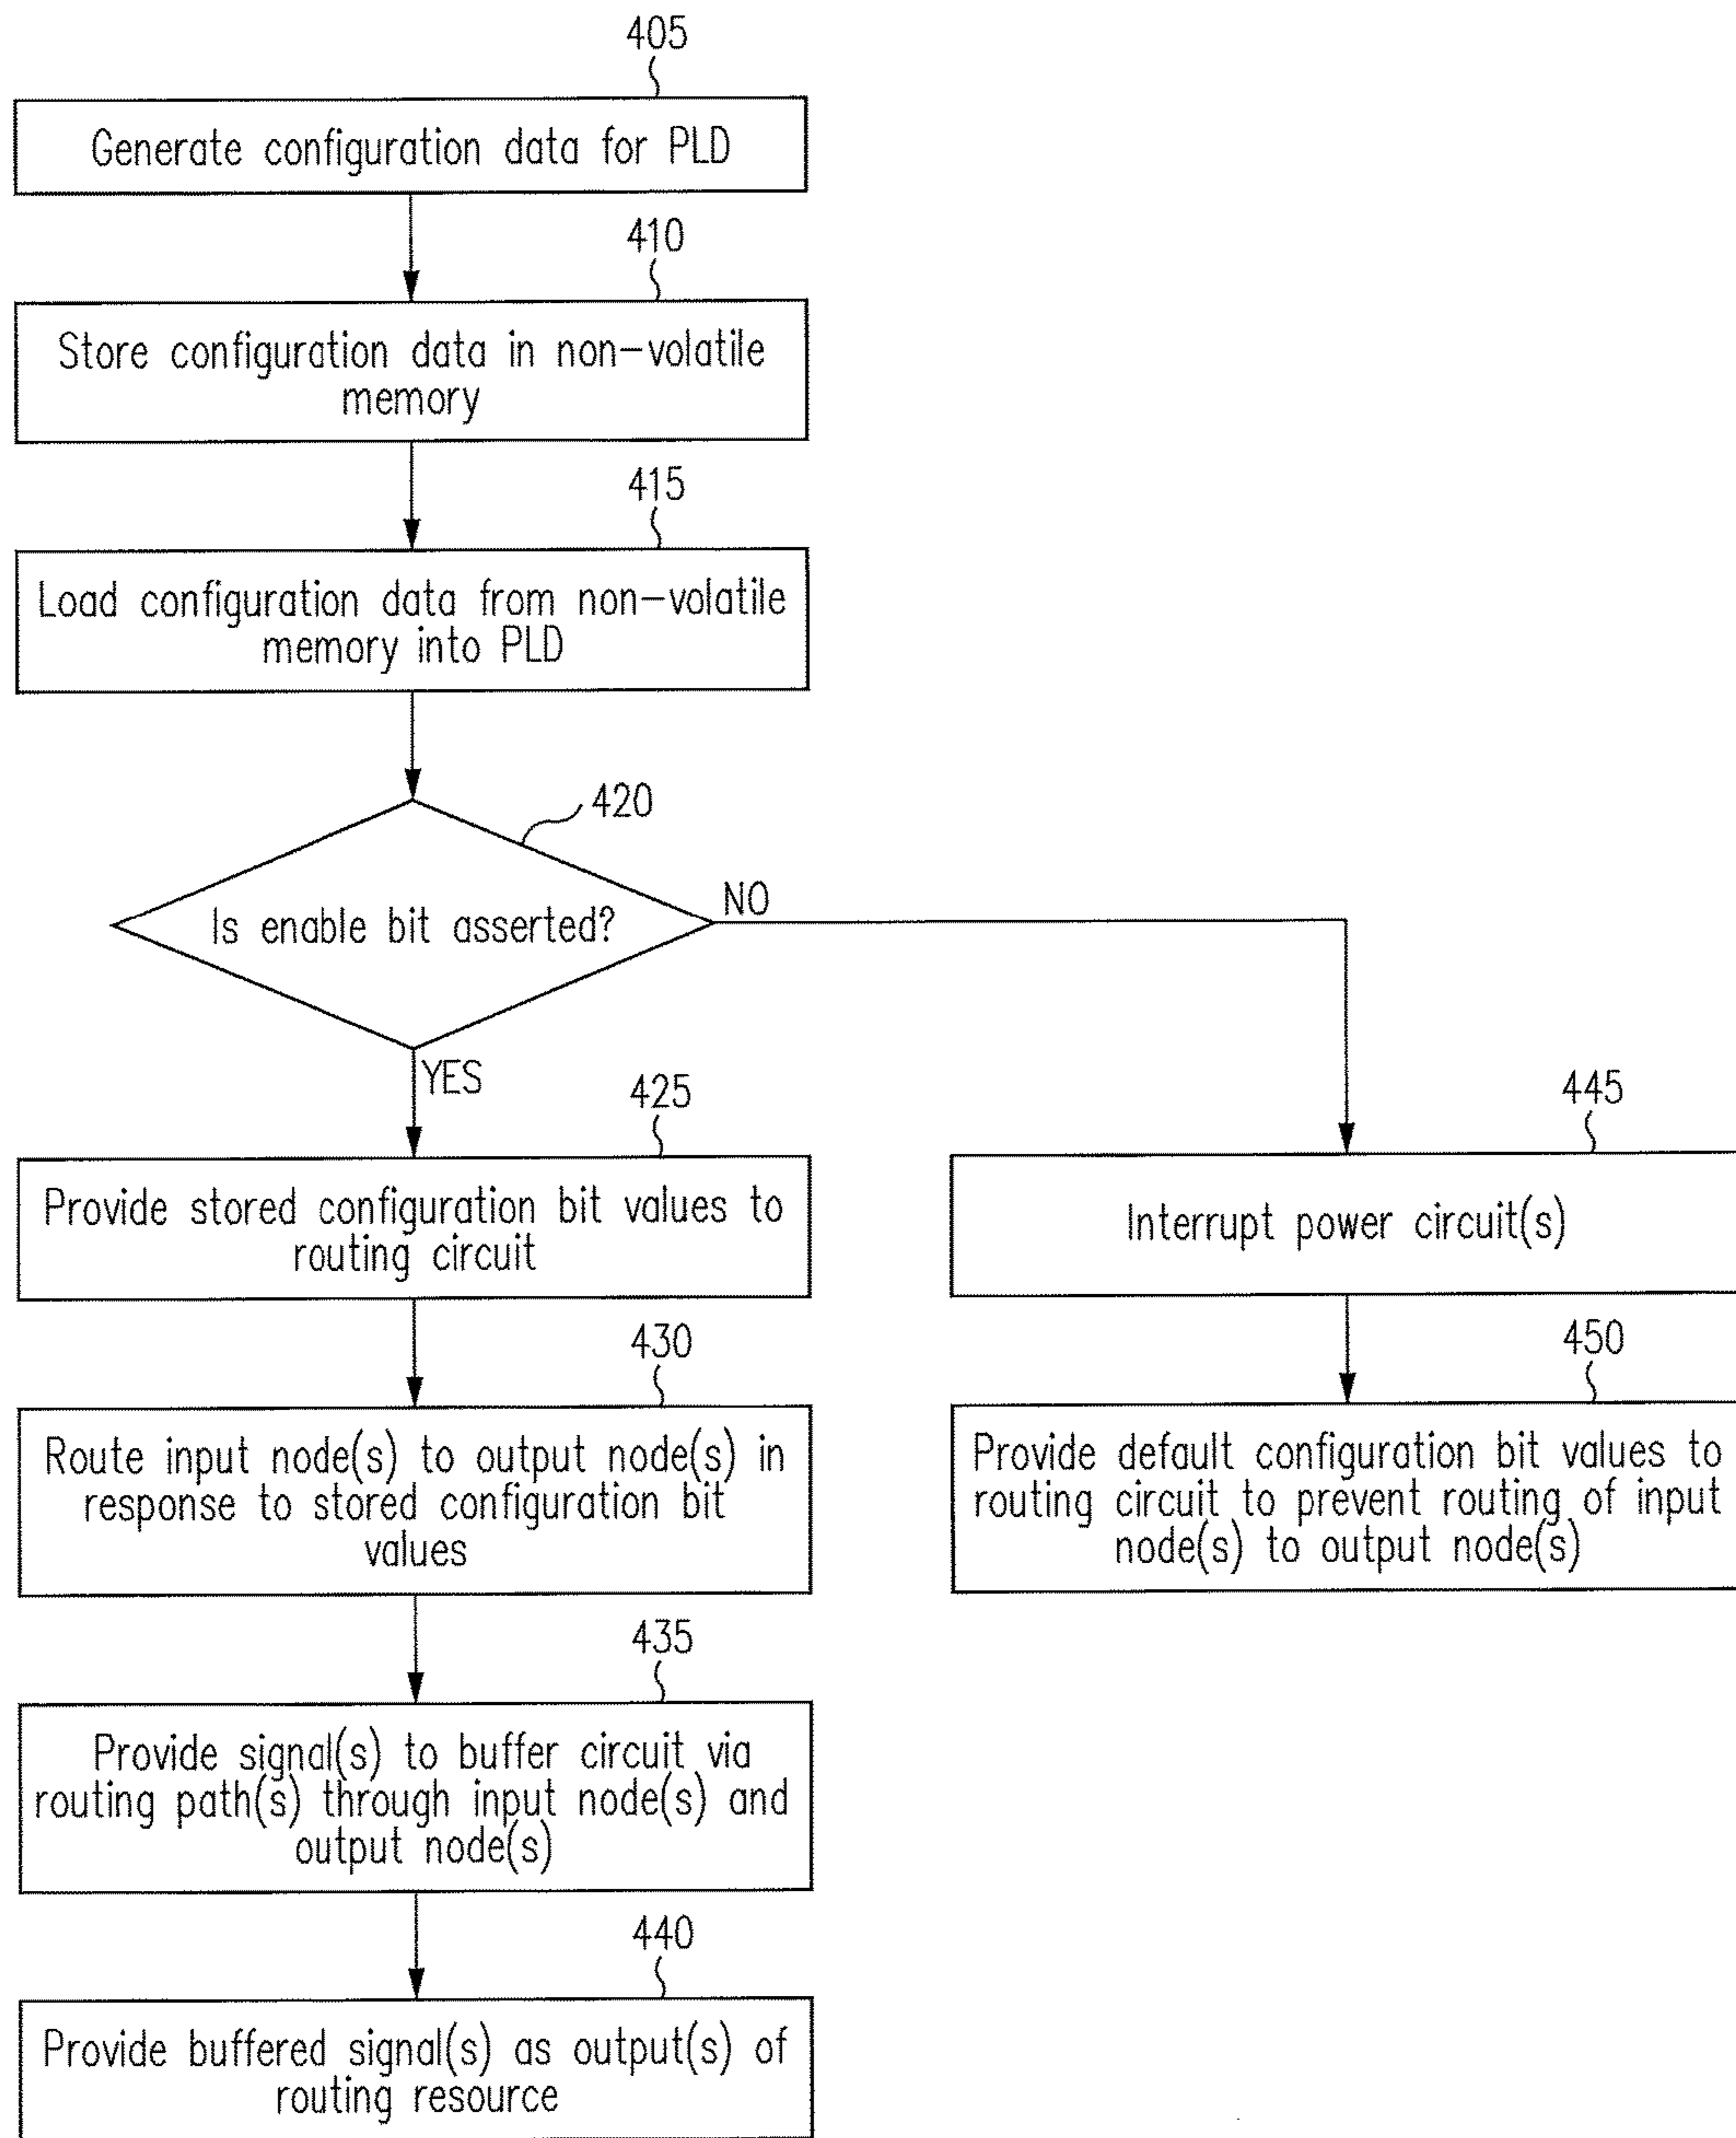 405
Generate configuration data for PLD
410
Store configuration data in non-volatile
memory
415
Load configuration data from non-volatile
memory into PLD
420
Is enable bit asserted?
NO
YES
425
Provide stored configuration bit values to
routing circuit
430
Route input node(s) to output node(s) in
response to stored configuration bit
values
435
Provide signal(s) to buffer circuit via
routing path(s) through input node(s) and
output node(s)
440
Provide buffered signal(s) as output(s) of
routing resource
445
Interrupt power circuit(s)
450
Provide default configuration bit values to
routing circuit to prevent routing of input
node(s) to output node(s)